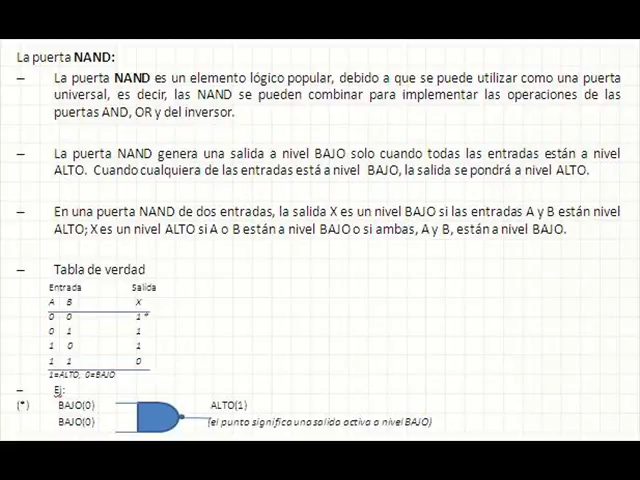 La puerta NAND:
– La puerta NAND es un elemento lógico popular, debido a que se puede utilizar como una puerta
universal, es decir, las NAND se pueden combinar para implementar las operaciones de las
puertas AND, OR y del inversor.
– La puerta NAND genera una salida a nivel BAJO solo cuando todas las entradas están a nivel
ALTO. Cuando cualquiera de las entradas está a nivel BAJO, la salida se pondrá a nivel ALTO.
– En una puerta NAND de dos entradas, la salida X es un nivel BAJO si las entradas A y B están nivel
ALTO; X es un nivel ALTO si A o B están a nivel BAJO o si ambas, A y B, están a nivel BAJO.
– Tabla de verdad
Entrada Salida
A B X
0 0 1*
0 1 1
1 0 1
1 1 0
1=ALTO, 0=BAJO
– Ej:
(*) BAJO(0) ALTO(1)
BAJO(0) (el punto significa una salida activa a nivel BAJO)